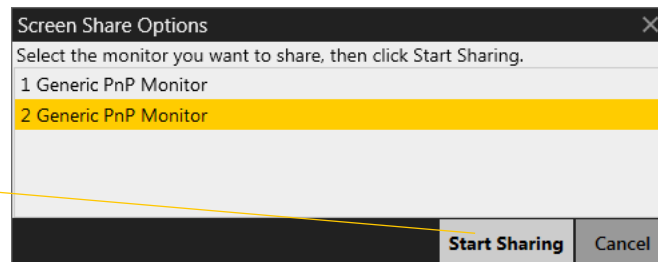 Screen Share Options
Select the monitor you want to share, then click Start Sharing.
1 Generic PnP Monitor
2 Generic PnP Monitor
Start Sharing Cancel